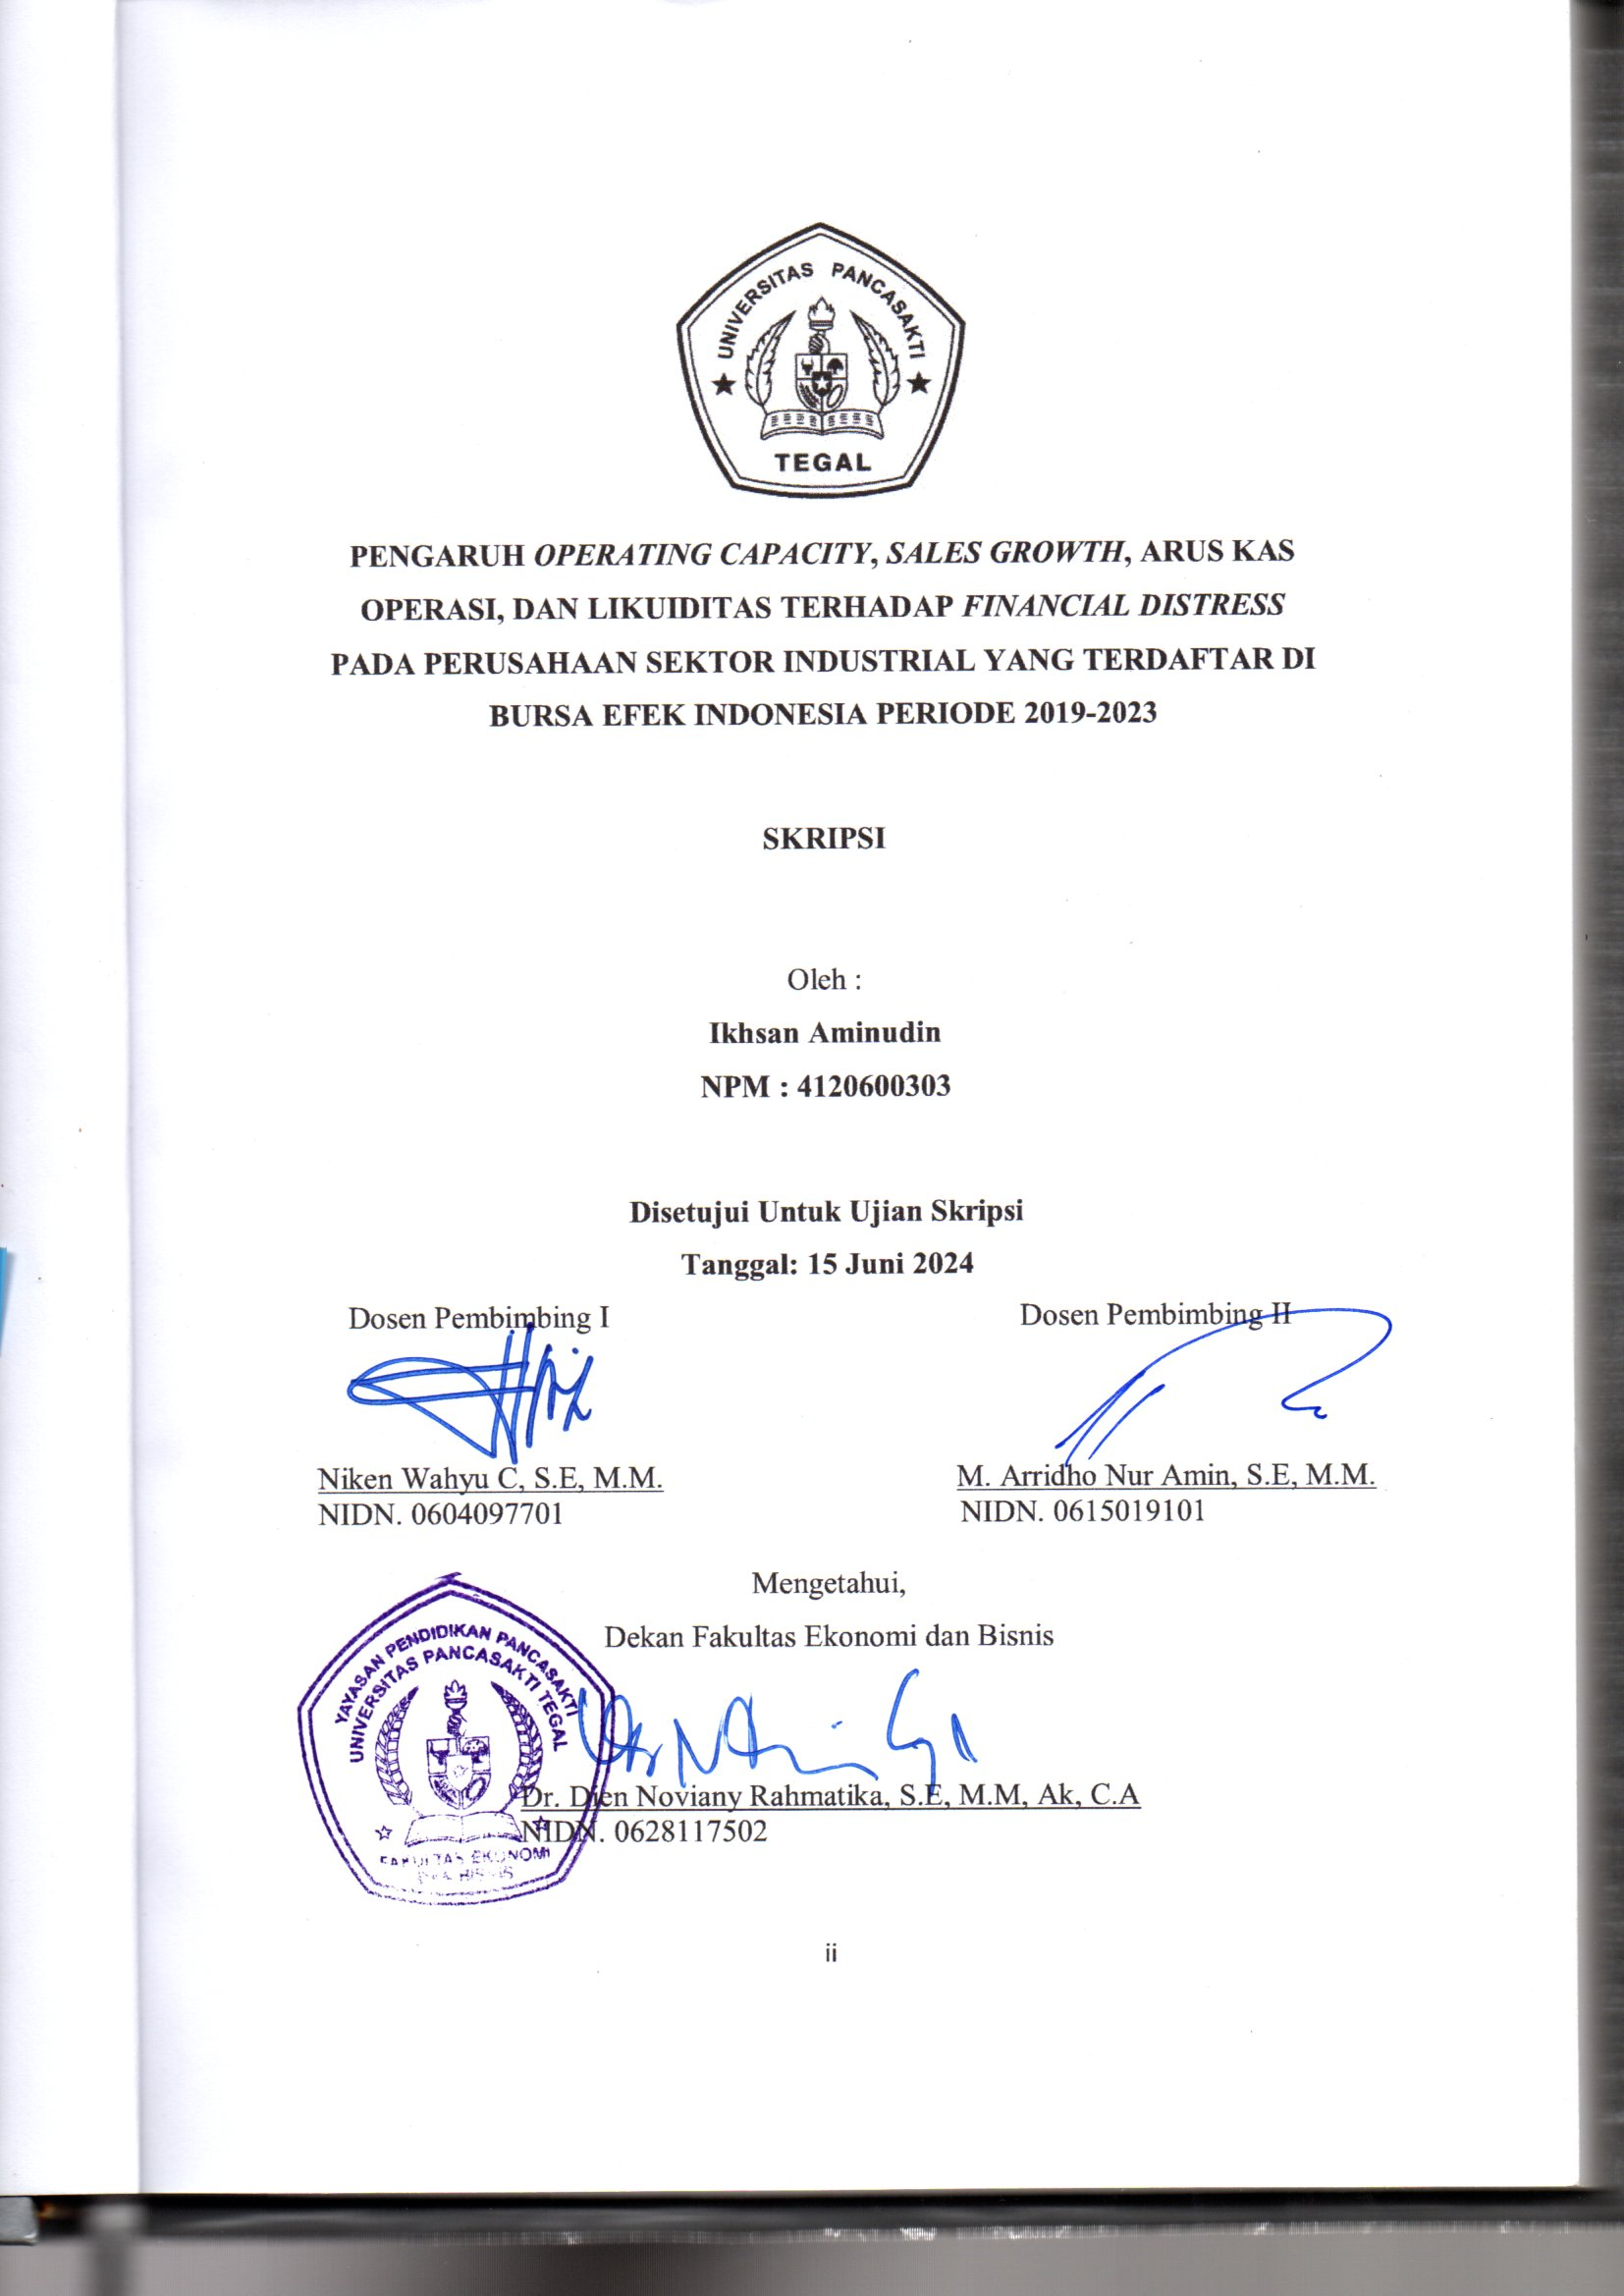 UNIVERSITAS PANCASAKTI
TEGAL
PENGARUH OPERATING CAPACITY, SALES GROWTH, ARUS KAS
OPERASI, DAN LIKUIDITAS TERHADAP FINANCIAL DISTRESS
PADA PERUSAHAAN SEKTOR INDUSTRIAL YANG TERDAFTAR DI
BURSA EFEK INDONESIA PERIODE 2019-2023
SKRIPSI
Oleh :
Ikhsan Aminudin
NPM : 4120600303
Disetujui Untuk Ujian Skripsi
Tanggal: 15 Juni 2024
Dosen Pembimbing I
Dosen Pembimbing II
Niken Wahyu C, S.E, M.M.
NIDN. 0604097701
M. Arridho Nur Amin, S.E, M.M.
NIDN. 0615019101
Mengetahui,
Dekan Fakultas Ekonomi dan Bisnis
YAYASAN PENDIDIKAN PANCASAKTI
UNIVERSITAS PANCASAKTI TEGAL
FAKULTAS EKONOMI
DAN BISNIS
Dr. Dien Noviany Rahmatika, S.E, M.M, Ak, C.A
NIDN. 0628117502
ii